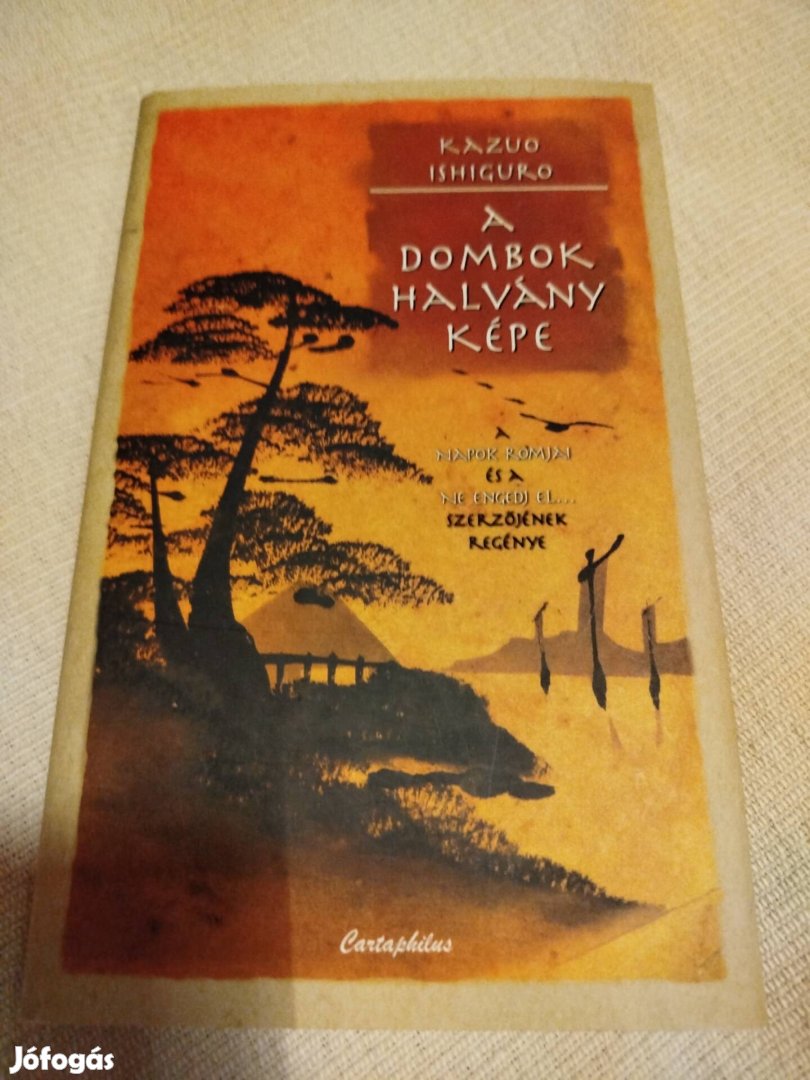 KAZUO
ISHIGURO
A
DOMBOK
HALVÁNY
KÉPE
A
NAPOK ROMJAI
ÉS A
NE ENGEDJ EL...
SZERZŐJÉNEK
REGÉNYE
Cartaphilus
Jófogás